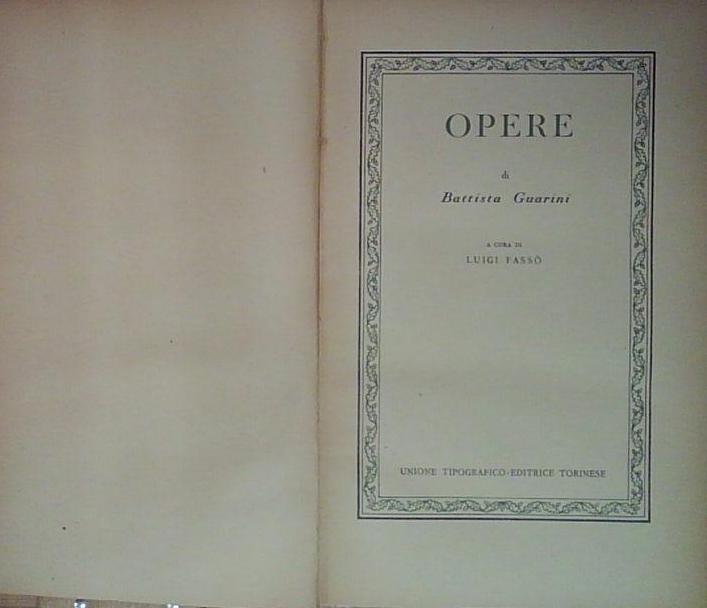 OPERE
di
Battista Guarini
A CURA DI
LUIGI FASSÒ
UNIONE TIPOGRAFICO-EDITRICE TORINESE